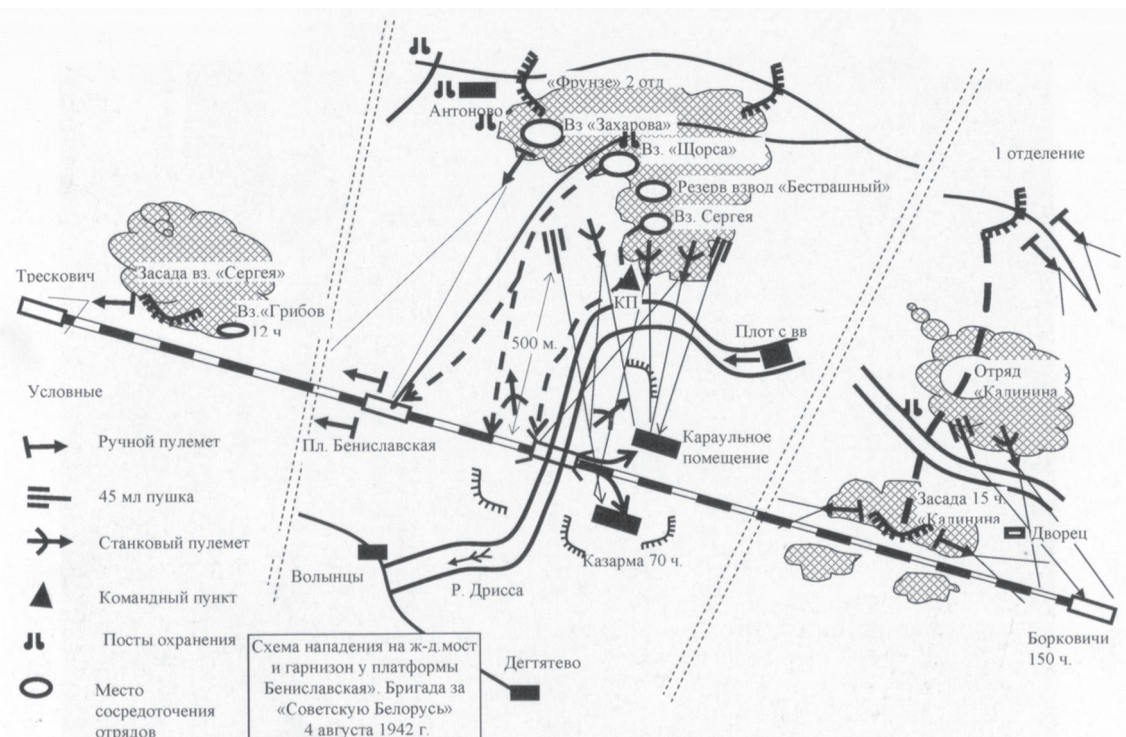 «Фрунзе» 2 отд
Антоново
Вз «Захарова»
Вз. «Щорса»
1 отделение
Резерв взвод «Бестрашный»
Вз. Сергея
Трескович
Засада вз. «Сергея»
Вз.«Грибов
12 ч
КП
Плот с вв
500 м.
Отряд
«Калинина
Условные
Пл. Бениславская
Караульное
помещение
Ручной пулемет
45 мл пушка
Засада 15 ч.
«Калинина
Дворец
Станковый пулемет
Казарма 70 ч.
Волынцы
Р. Дрисса
Командный пункт
Борковичи
150 ч.
Посты охранения
Схема нападения на ж-д.мост
и гарнизон у платформы
Бениславская». Бригада за
«Советскую Белорусь»
4 августа 1942 г.
Дегтятево
Место
сосредоточения
отрядов